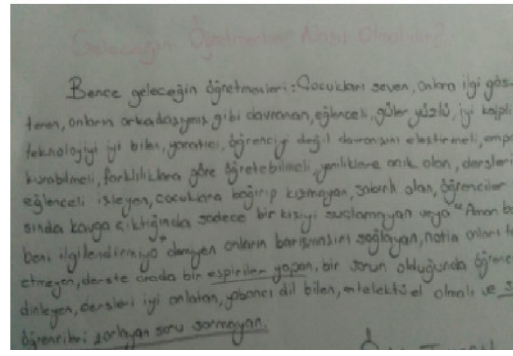 Geleceğin Öğretmenleri Nasıl Olmalıdır?
Bence geleceğin öğretmenleri: Çocukları seven, onlara ilgi gös-
teren, onların arkadaşıymış gibi davranan, eğlenceli, güler yüzlü, iyi kalpli
teknolojiyi iyi bilen, yaratıcı, öğrenciyi değil davranışını eleştirmeli, emp
kurabilmeli, farklılıklara göre öğretebilmeli, yeniliklere açık olan, dersleri
eğlenceli işleyen, çocuklara bağırıp kızmayan, sabırlı olan, öğrenciler
sında kavga çıktığında sadece bir kişiyi suçlamayan veya "Aman b
beni ilgilendirmiyo" demiyen onların barışmasını sağlayan, notla onları t
etmeyen, derste arada bir espiriler yapan, bir sorun olduğunda öğrenc
dinleyen, dersleri iyi anlatan, yabancı dil bilen, entelektüel olmalı ve s
öğrencileri zorlayan soru sormayan.